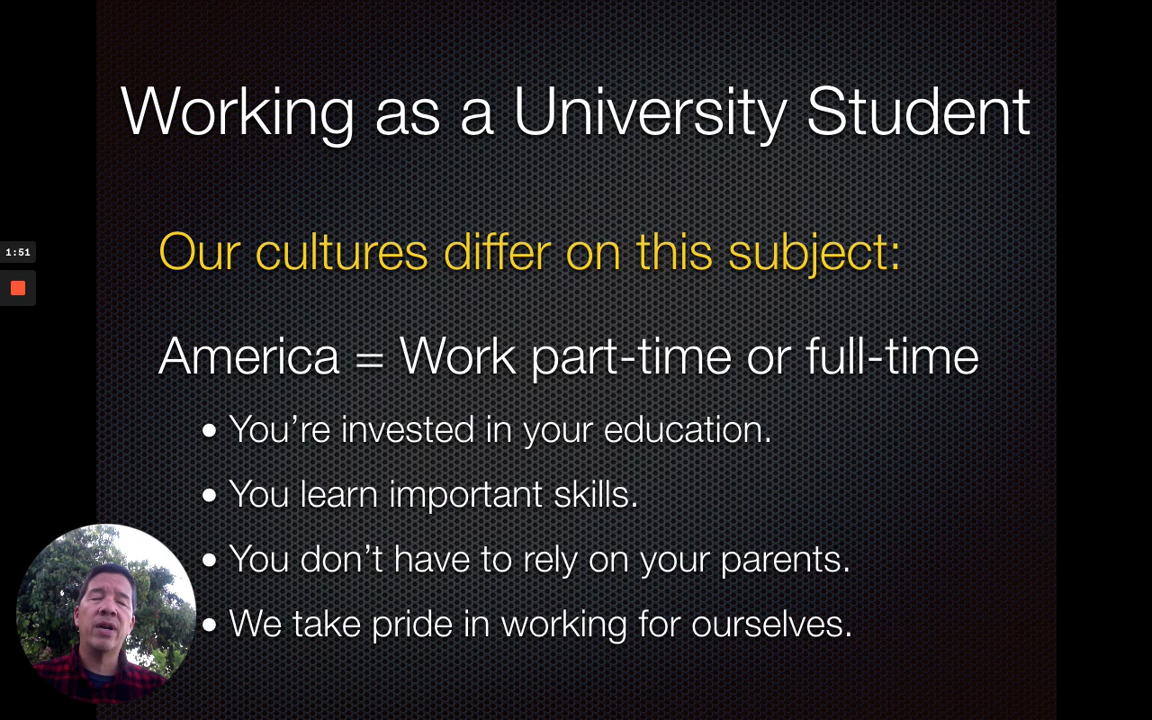 Working as a University Student
Our cultures differ on this subject:
1:51
America = Work part-time or full-time
• You’re invested in your education.
• You learn important skills.
• You don’t have to rely on your parents.
• We take pride in working for ourselves.